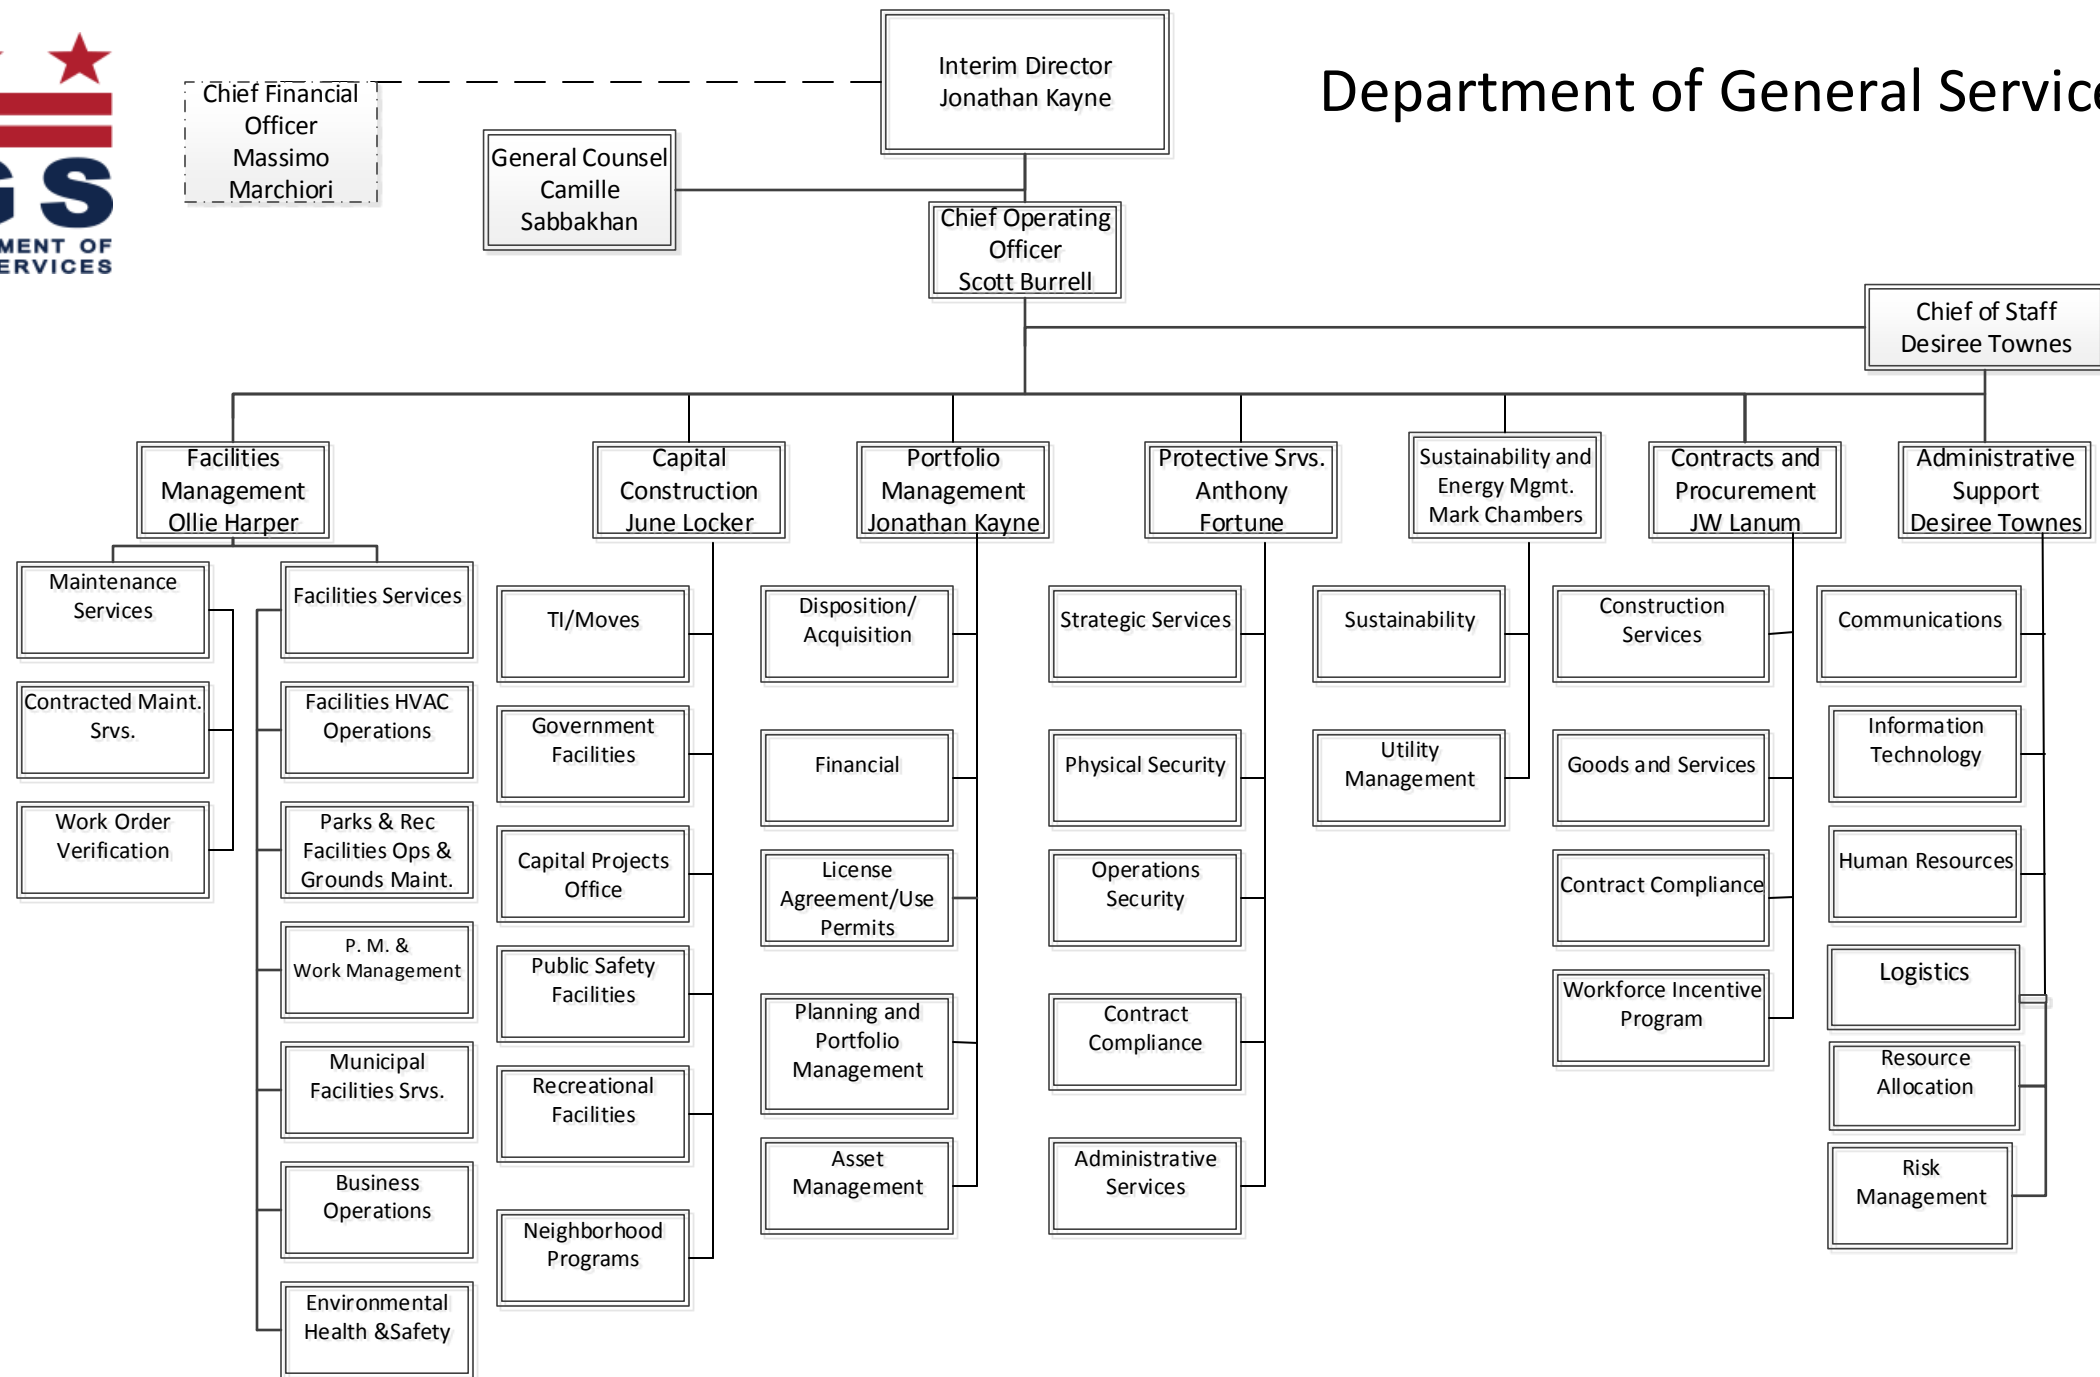 Department of General Service
GS
MENT OF
ERVICES
Interim Director
Jonathan Kayne
Chief Financial
Officer
Massimo
Marchiori
General Counsel
Camille
Sabbakhan
Chief Operating
Officer
Scott Burrell
Chief of Staff
Desiree Townes
Facilities
Management
Ollie Harper
Capital
Construction
June Locker
Portfolio
Management
Jonathan Kayne
Protective Srvs.
Anthony
Fortune
Sustainability and
Energy Mgmt.
Mark Chambers
Contracts and
Procurement
JW Lanum
Administrative
Support
Desiree Townes
Maintenance
Services
Contracted Maint.
Srvs.
Work Order
Verification
Facilities Services
Facilities HVAC
Operations
Parks & Rec
Facilities Ops &
Grounds Maint.
P. M. &
Work Management
Municipal
Facilities Srvs.
Business
Operations
Environmental
Health &Safety
TI/Moves
Government
Facilities
Capital Projects
Office
Public Safety
Facilities
Recreational
Facilities
Neighborhood
Programs
Disposition/
Acquisition
Financial
License
Agreement/Use
Permits
Planning and
Portfolio
Management
Asset
Management
Strategic Services
Physical Security
Operations
Security
Contract
Compliance
Administrative
Services
Sustainability
Utility
Management
Construction
Services
Goods and Services
Contract Compliance
Workforce Incentive
Program
Communications
Information
Technology
Human Resources
Logistics
Resource
Allocation
Risk
Management